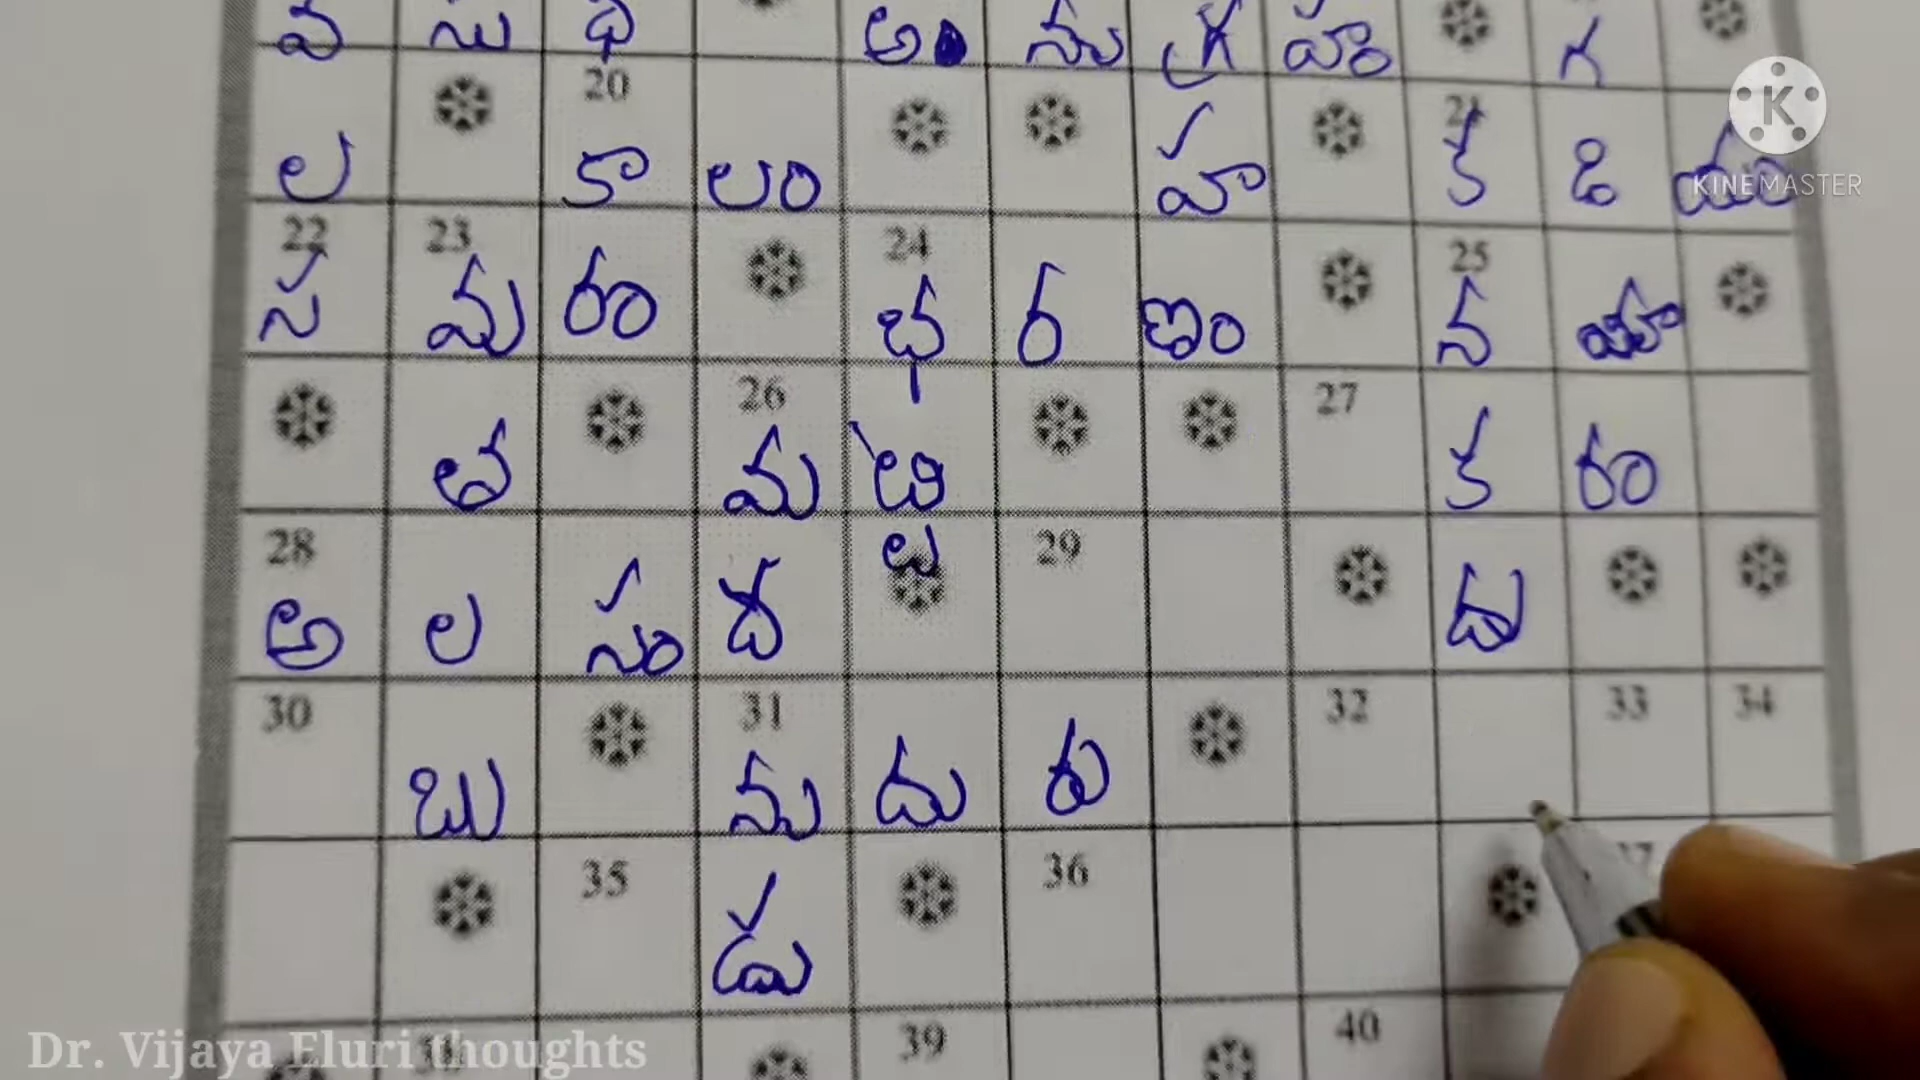 వ సు ధ అం ను గ్ర హం గ
20 21
ల కా లం హా క డి యం
22 23 24 25
స మ రం భ ర ణం న హా
26 27
త మ ట్టి క రం
28 29
అ ల సం ద దు
30 31 32 33 34
బు ను దు రు
35 36 37
డు
39 40
K
KINEMASTER
Dr. Vijaya Eluri thoughts